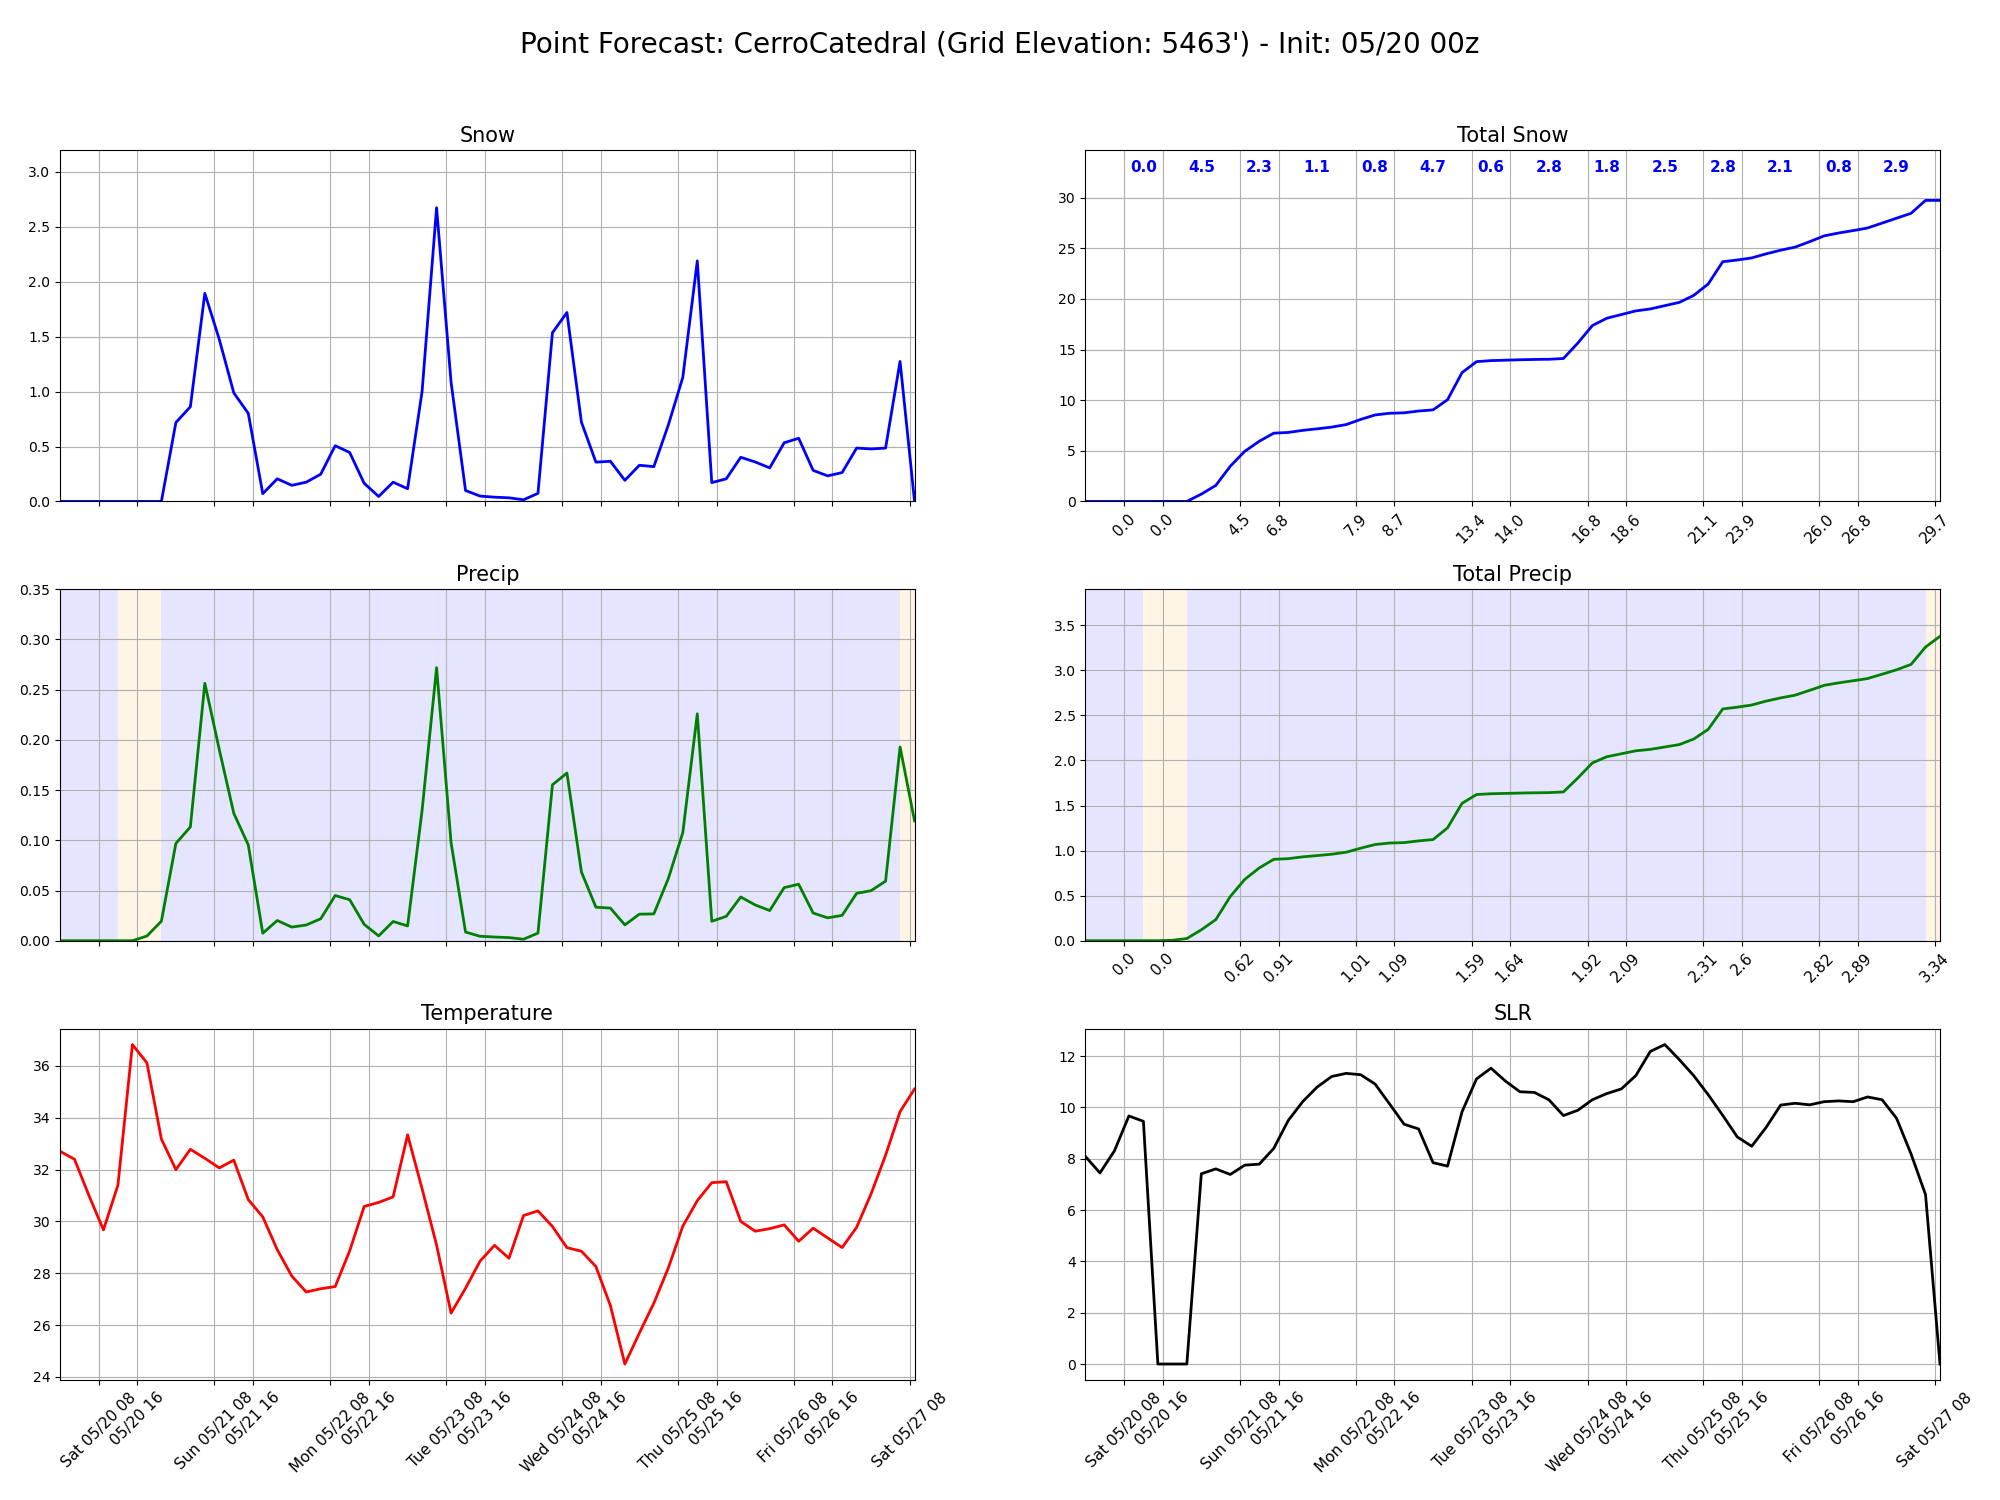 Point Forecast: CerroCatedral (Grid Elevation: 5463') - Init: 05/20 00z
Snow
3.0
2.5
2.0
1.5
1.0
0.5
0.0
Total Snow
0.0 4.5 2.3 1.1 0.8 4.7 0.6 2.8 1.8 2.5 2.8 2.1 0.8 2.9
30
25
20
15
10
5
0
0.0 0.0 4.5 6.8 7.9 8.7 13.4 14.0 16.8 18.6 21.1 23.9 26.0 26.8 29.7
Precip
0.35
0.30
0.25
0.20
0.15
0.10
0.05
0.00
Total Precip
3.5
3.0
2.5
2.0
1.5
1.0
0.5
0.0
0.0 0.0 0.62 0.91 1.01 1.09 1.59 1.64 1.92 2.09 2.31 2.6 2.82 2.89 3.34
Temperature
36
34
32
30
28
26
24
Sat 05/20 08
05/20 16
Sun 05/21 08
05/21 16
Mon 05/22 08
05/22 16
Tue 05/23 08
05/23 16
Wed 05/24 08
05/24 16
Thu 05/25 08
05/25 16
Fri 05/26 08
05/26 16
Sat 05/27 08
SLR
12
10
8
6
4
2
0
Sat 05/20 08
05/20 16
Sun 05/21 08
05/21 16
Mon 05/22 08
05/22 16
Tue 05/23 08
05/23 16
Wed 05/24 08
05/24 16
Thu 05/25 08
05/25 16
Fri 05/26 08
05/26 16
Sat 05/27 08